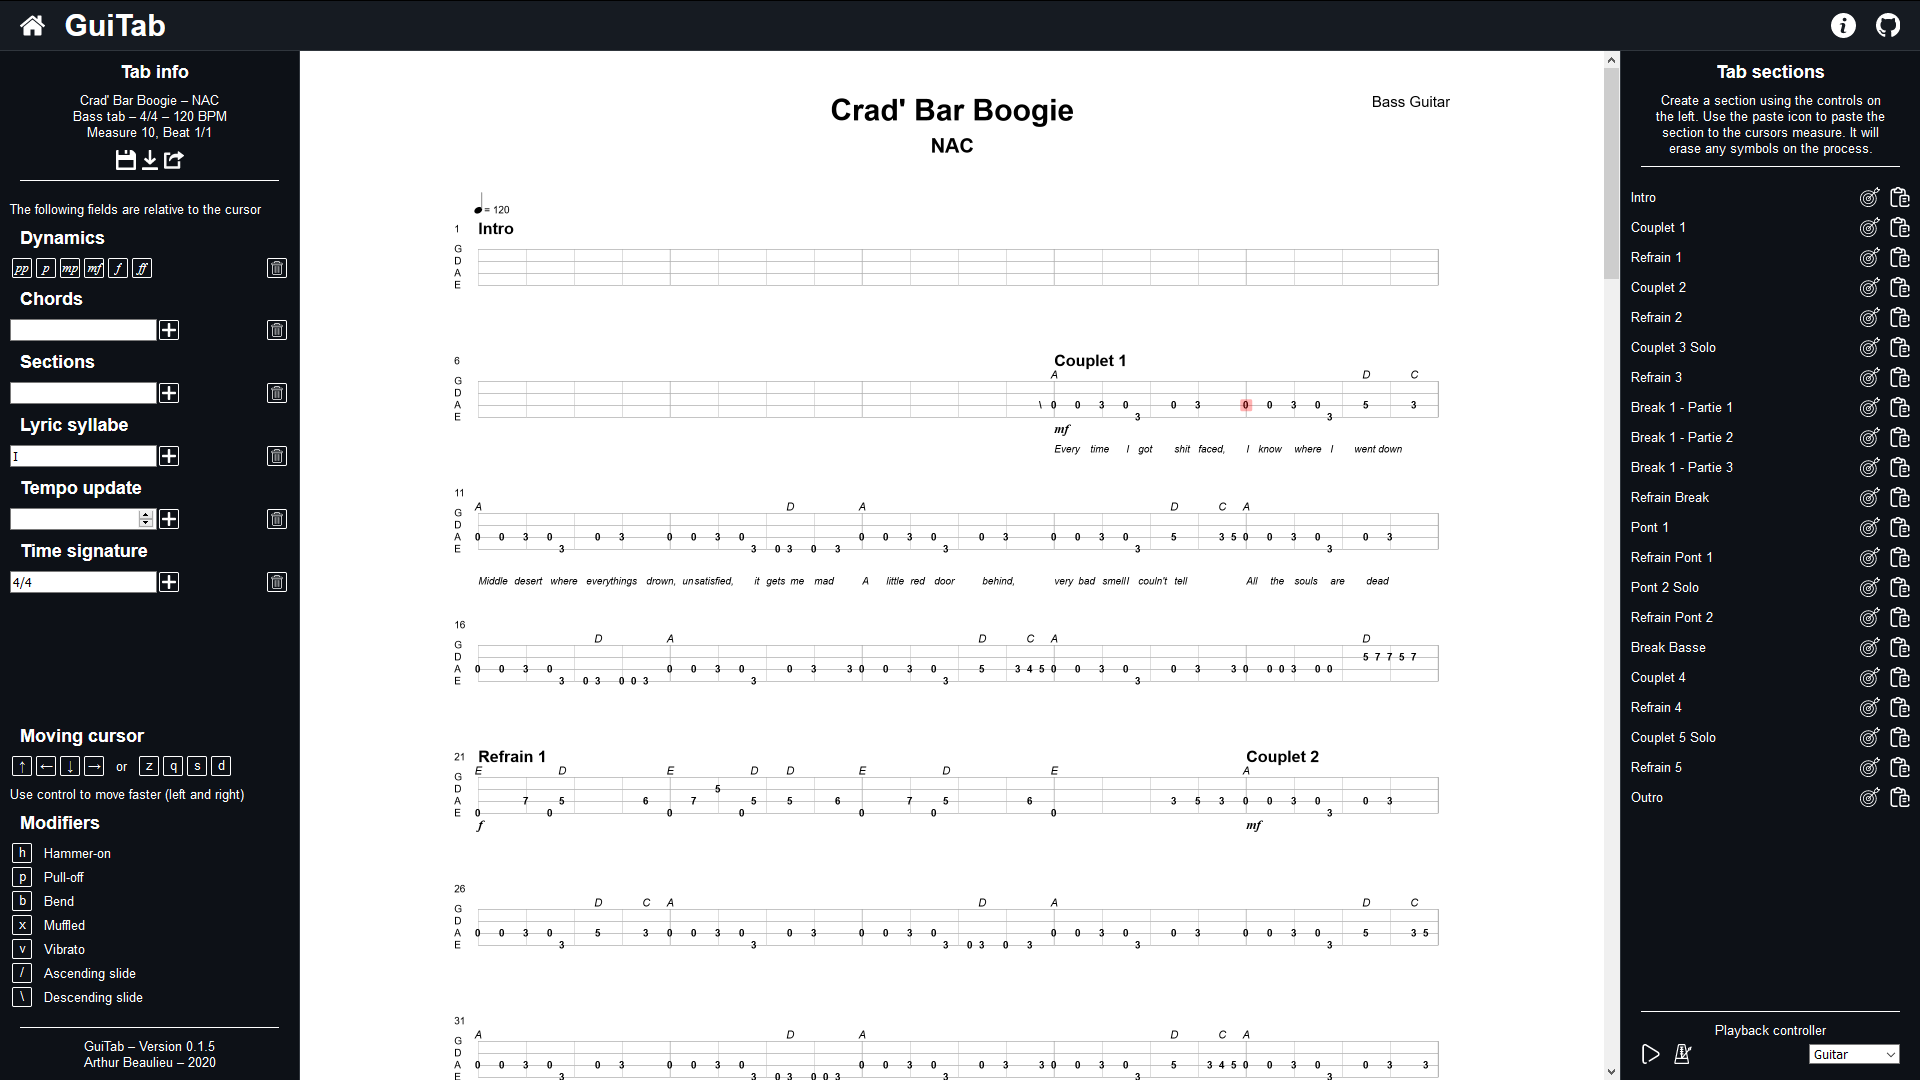 GuiTab
Tab info
Crad' Bar Boogie – NAC
Bass tab – 4/4 – 120 BPM
Measure 10, Beat 1/1
The following fields are relative to the cursor
Dynamics
pp p mp mf f ff
Chords
Sections
Lyric syllabe
I
Tempo update
Time signature
4/4
Moving cursor
↑ ← ↓ → or z q s d
Use control to move faster (left and right)
Modifiers
h Hammer-on
p Pull-off
b Bend
x Muffled
v Vibrato
/ Ascending slide
\ Descending slide
GuiTab – Version 0.1.5
Arthur Beaulieu – 2020
Crad' Bar Boogie
NAC
Bass Guitar
= 120
1 Intro
G
D
A
E
6 Couplet 1
A D C
G
D
A \ 0 0 3 0 0 3 0 0 3 0 5 3
E 3 3
mf
Every time I got shit faced, I know where I went down
11
A D A D C A
G
D
A 0 0 3 0 0 3 0 0 3 0 0 0 3 0 0 3 0 0 3 0 5 3 5 0 0 3 0 0 3
E 3 3 0 3 0 3 3 3 3
Middle desert where everythings drown, unsatisfied, it gets me mad A little red door behind, very bad smellI couln't tell All the souls are dead
16
D A D C A D
G
D 5 7 7 5 7
A 0 0 3 0 0 0 3 0 0 3 3 0 0 3 0 5 3 4 5 0 0 3 0 0 3 3 0 0 0 3 0 0
E 3 0 3 0 0 3 3 3 3
21 Refrain 1 Couplet 2
E D E D D E D E A
G
D 5
A 7 5 6 7 5 5 6 7 5 6 3 5 3 0 0 3 0 0 3
E 0 0 0 0 0 0 0 3
f mf
26
D C A D A D C
G
D
A 0 0 3 0 5 3 0 0 3 0 0 3 0 0 3 0 0 0 3 0 0 3 0 0 3 0 5 3 5
E 3 3 3 0 3 0 3 3 3
31
A D A D C A
G
D
A 0 0 3 0 0 3 0 0 3 0 0 0 3 0 0 3 3 0 0 3 0 5 3 4 5 0 0 3 0 0 3 3
E 3 3 0 3 0 0 3 3 3 3
Tab sections
Create a section using the controls on
the left. Use the paste icon to paste the
section to the cursors measure. It will
erase any symbols on the process.
Intro
Couplet 1
Refrain 1
Couplet 2
Refrain 2
Couplet 3 Solo
Refrain 3
Break 1 - Partie 1
Break 1 - Partie 2
Break 1 - Partie 3
Refrain Break
Pont 1
Refrain Pont 1
Pont 2 Solo
Refrain Pont 2
Break Basse
Couplet 4
Refrain 4
Couplet 5 Solo
Refrain 5
Outro
Playback controller
Guitar